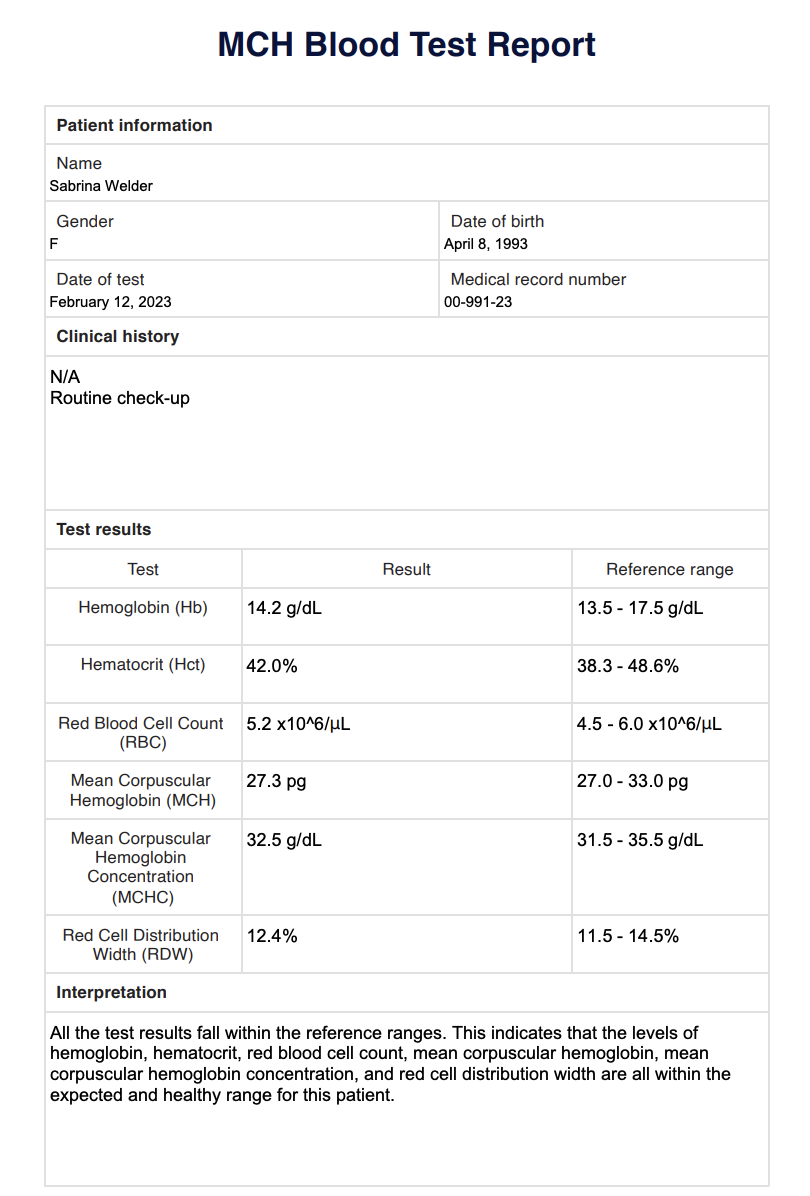 MCH Blood Test Report
Patient information
Name
Sabrina Welder
Gender
F
Date of birth
April 8, 1993
Date of test
February 12, 2023
Medical record number
00-991-23
Clinical history
N/A
Routine check-up
Test results
Test Result Reference range
Hemoglobin (Hb) 14.2 g/dL 13.5 - 17.5 g/dL
Hematocrit (Hct) 42.0% 38.3 - 48.6%
Red Blood Cell Count 5.2 x10^6/µL 4.5 - 6.0 x10^6/µL
(RBC)
Mean Corpuscular 27.3 pg 27.0 - 33.0 pg
Hemoglobin (MCH)
Mean Corpuscular 32.5 g/dL 31.5 - 35.5 g/dL
Hemoglobin
Concentration
(MCHC)
Red Cell Distribution 12.4% 11.5 - 14.5%
Width (RDW)
Interpretation
All the test results fall within the reference ranges. This indicates that the levels of
hemoglobin, hematocrit, red blood cell count, mean corpuscular hemoglobin, mean
corpuscular hemoglobin concentration, and red cell distribution width are all within the
expected and healthy range for this patient.